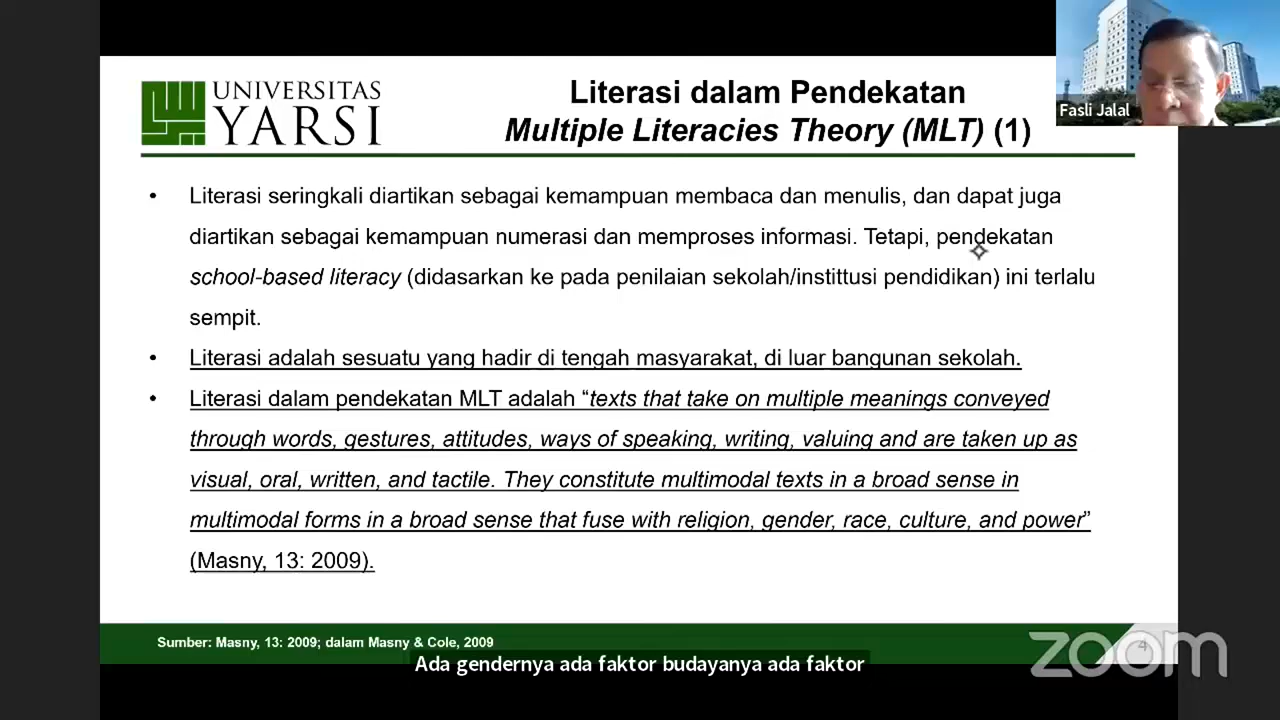 UNIVERSITAS
YARSI
Literasi dalam Pendekatan
Multiple Literacies Theory (MLT) (1)
Fasli Jalal
• Literasi seringkali diartikan sebagai kemampuan membaca dan menulis, dan dapat juga
diartikan sebagai kemampuan numerasi dan memproses informasi. Tetapi, pendekatan
school-based literacy (didasarkan ke pada penilaian sekolah/instittusi pendidikan) ini terlalu
sempit.
• Literasi adalah sesuatu yang hadir di tengah masyarakat, di luar bangunan sekolah.
• Literasi dalam pendekatan MLT adalah “texts that take on multiple meanings conveyed
through words, gestures, attitudes, ways of speaking, writing, valuing and are taken up as
visual, oral, written, and tactile. They constitute multimodal texts in a broad sense in
multimodal forms in a broad sense that fuse with religion, gender, race, culture, and power”
(Masny, 13: 2009).
Sumber: Masny, 13: 2009; dalam Masny & Cole, 2009
4
zoom
Ada gendernya ada faktor budayanya ada faktor